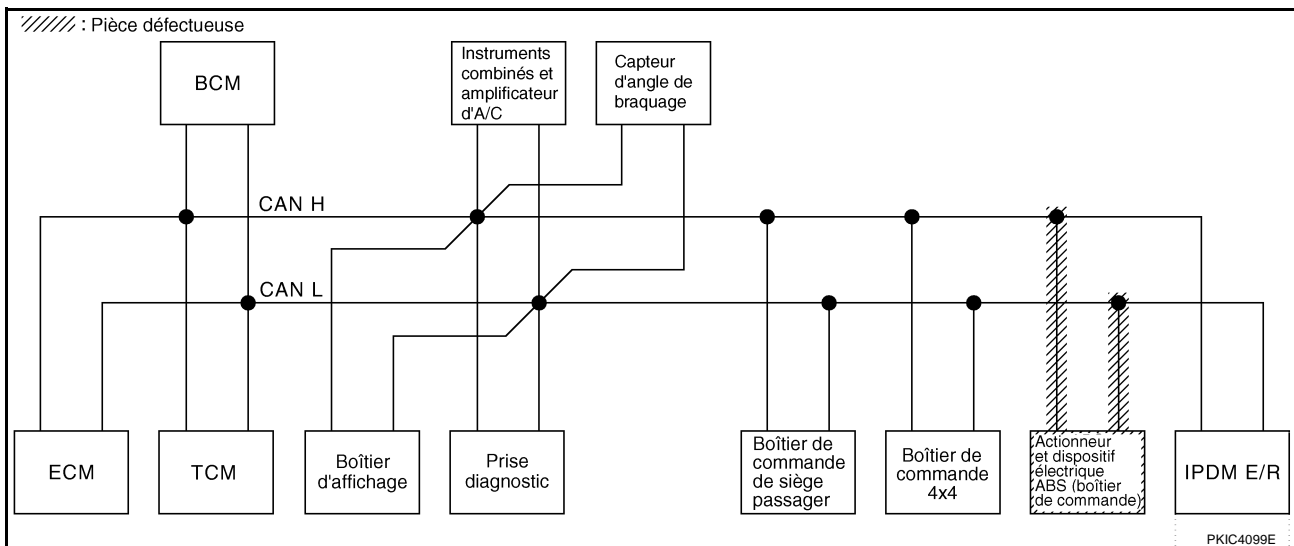 : Pièce défectueuse
BCM
Instruments
combinés et
amplificateur
d'A/C
Capteur
d'angle de
braquage
CAN H
CAN L
ECM
TCM
Boîtier
d'affichage
Prise
diagnostic
Boîtier de
commande
de siège
passager
Boîtier de
commande
4x4
Actionneur
et dispositif
électrique
ABS (boîtier
de commande)
IPDM E/R
PKIC4099E